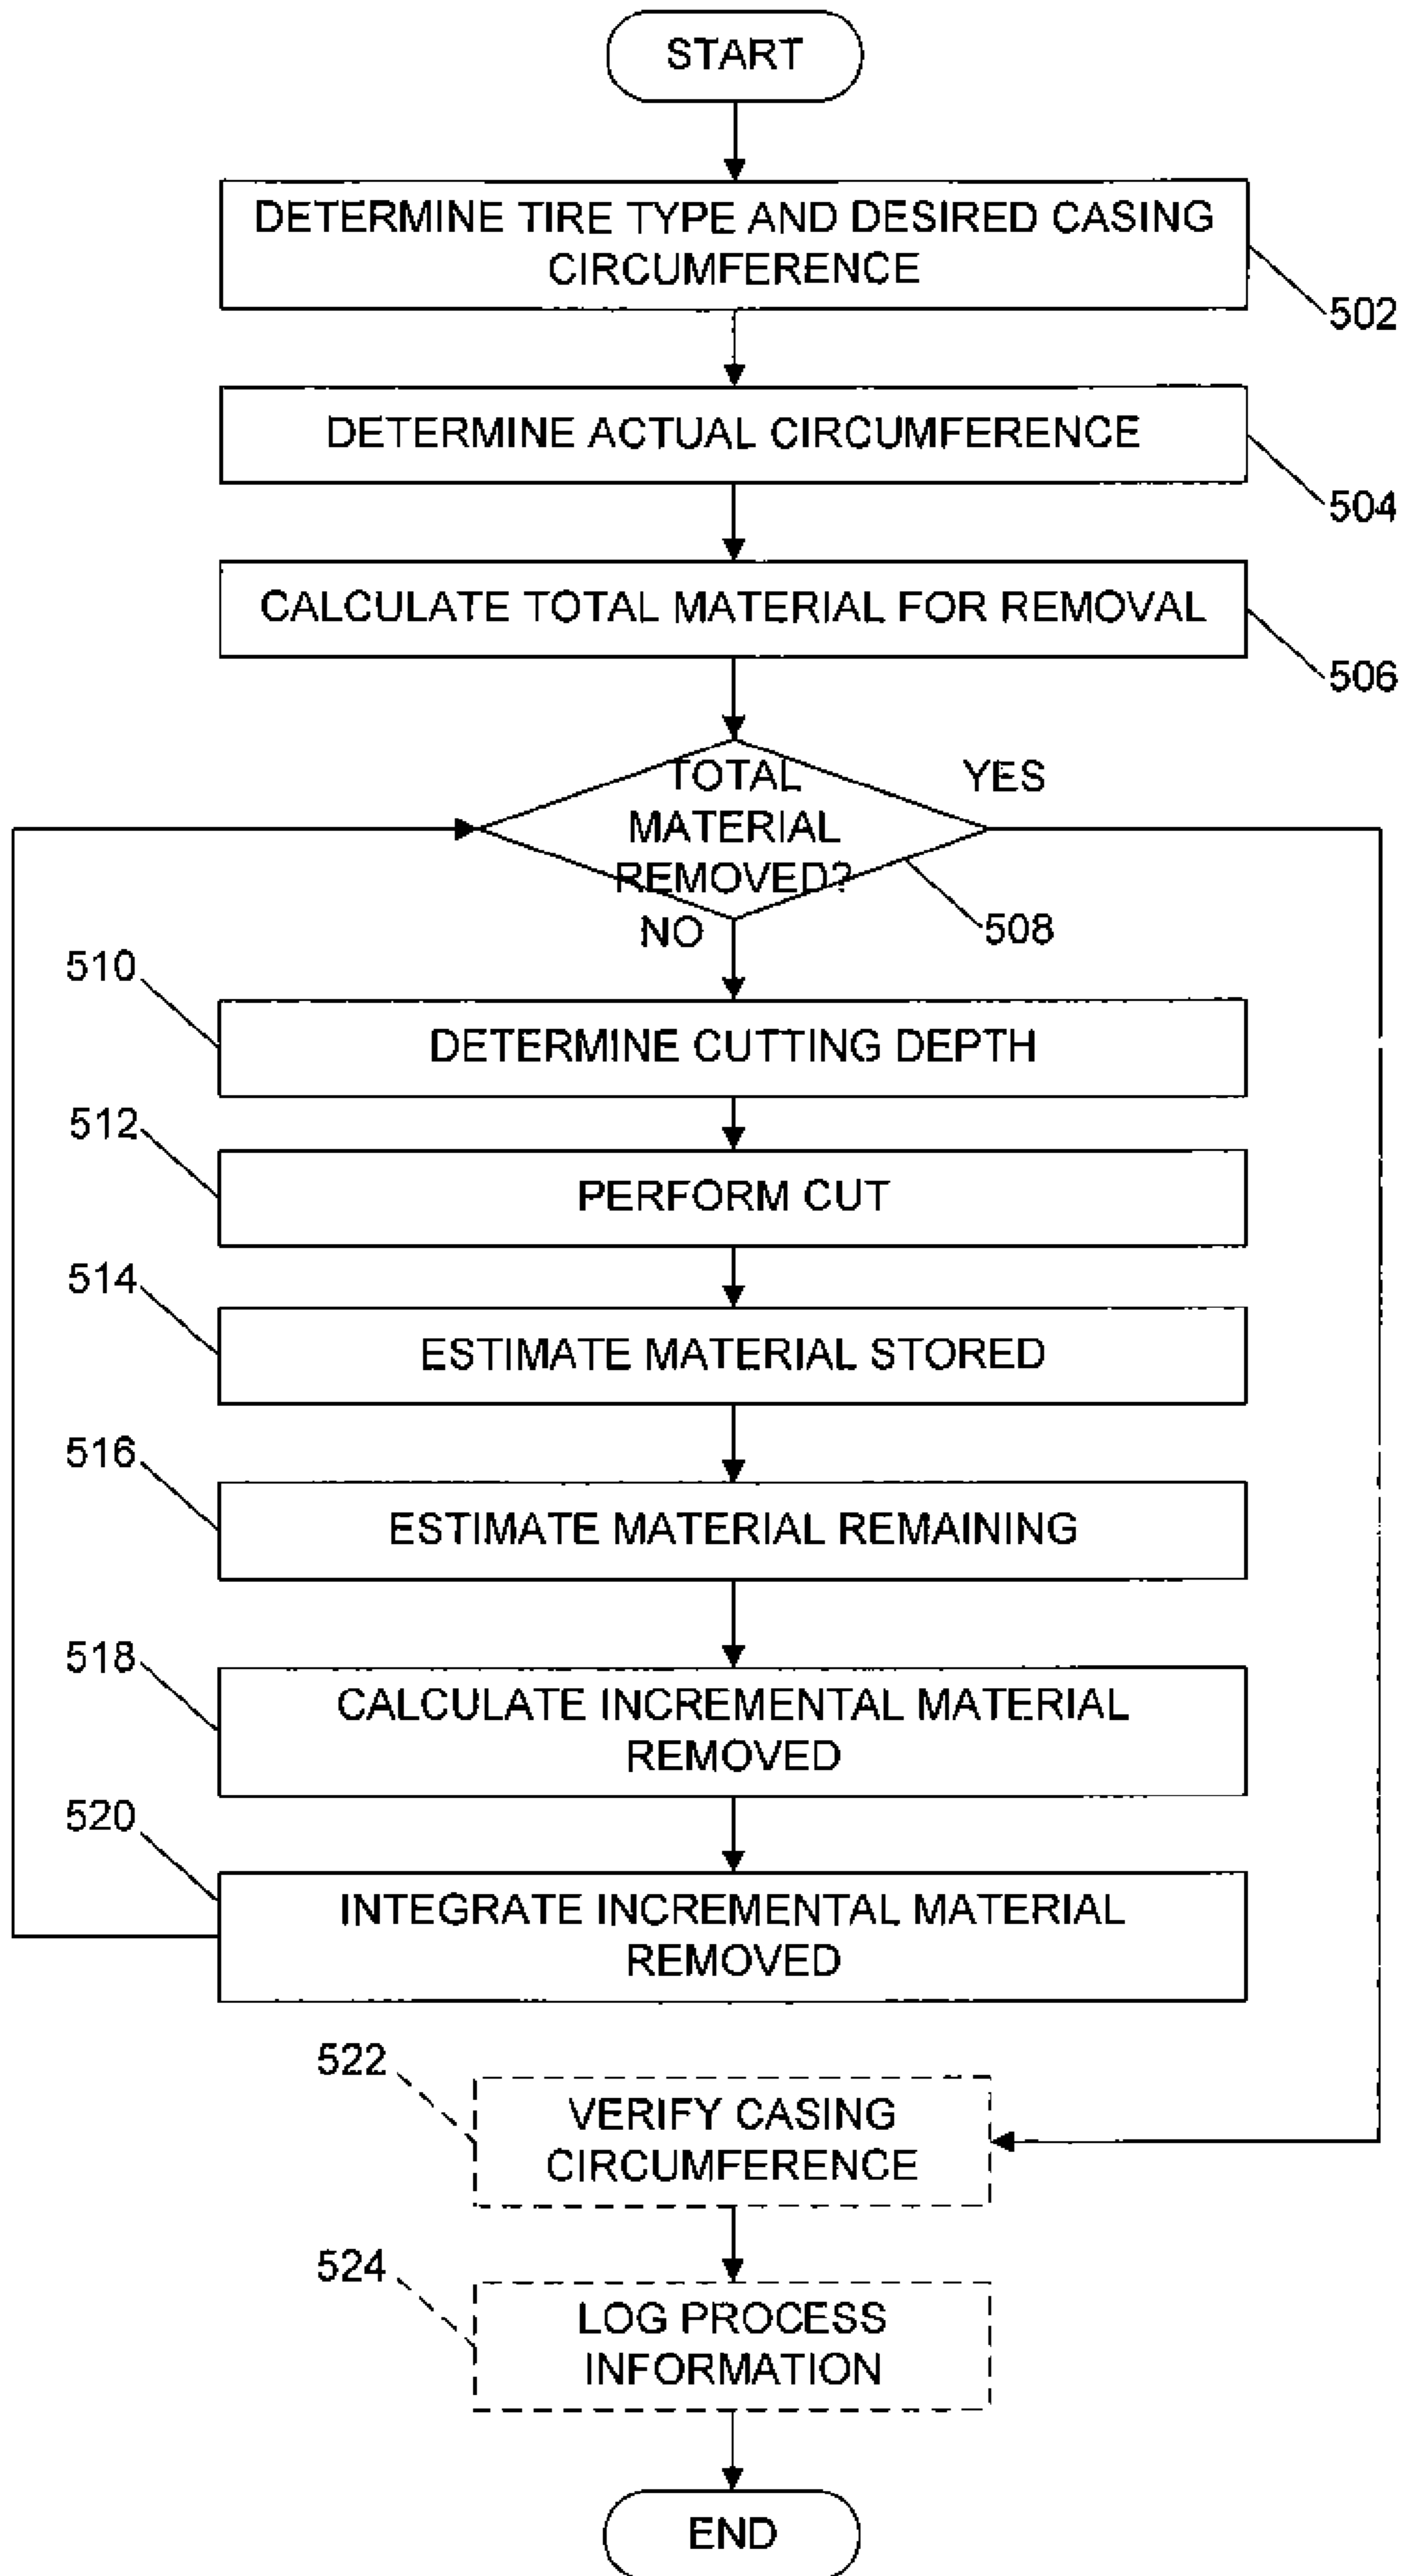 START
DETERMINE TIRE TYPE AND DESIRED CASING
CIRCUMFERENCE
502
DETERMINE ACTUAL CIRCUMFERENCE
504
CALCULATE TOTAL MATERIAL FOR REMOVAL
506
TOTAL
MATERIAL
REMOVED?
YES
NO
508
510
DETERMINE CUTTING DEPTH
512
PERFORM CUT
514
ESTIMATE MATERIAL STORED
516
ESTIMATE MATERIAL REMAINING
518
CALCULATE INCREMENTAL MATERIAL
REMOVED
520
INTEGRATE INCREMENTAL MATERIAL
REMOVED
522
VERIFY CASING
CIRCUMFERENCE
524
LOG PROCESS
INFORMATION
END